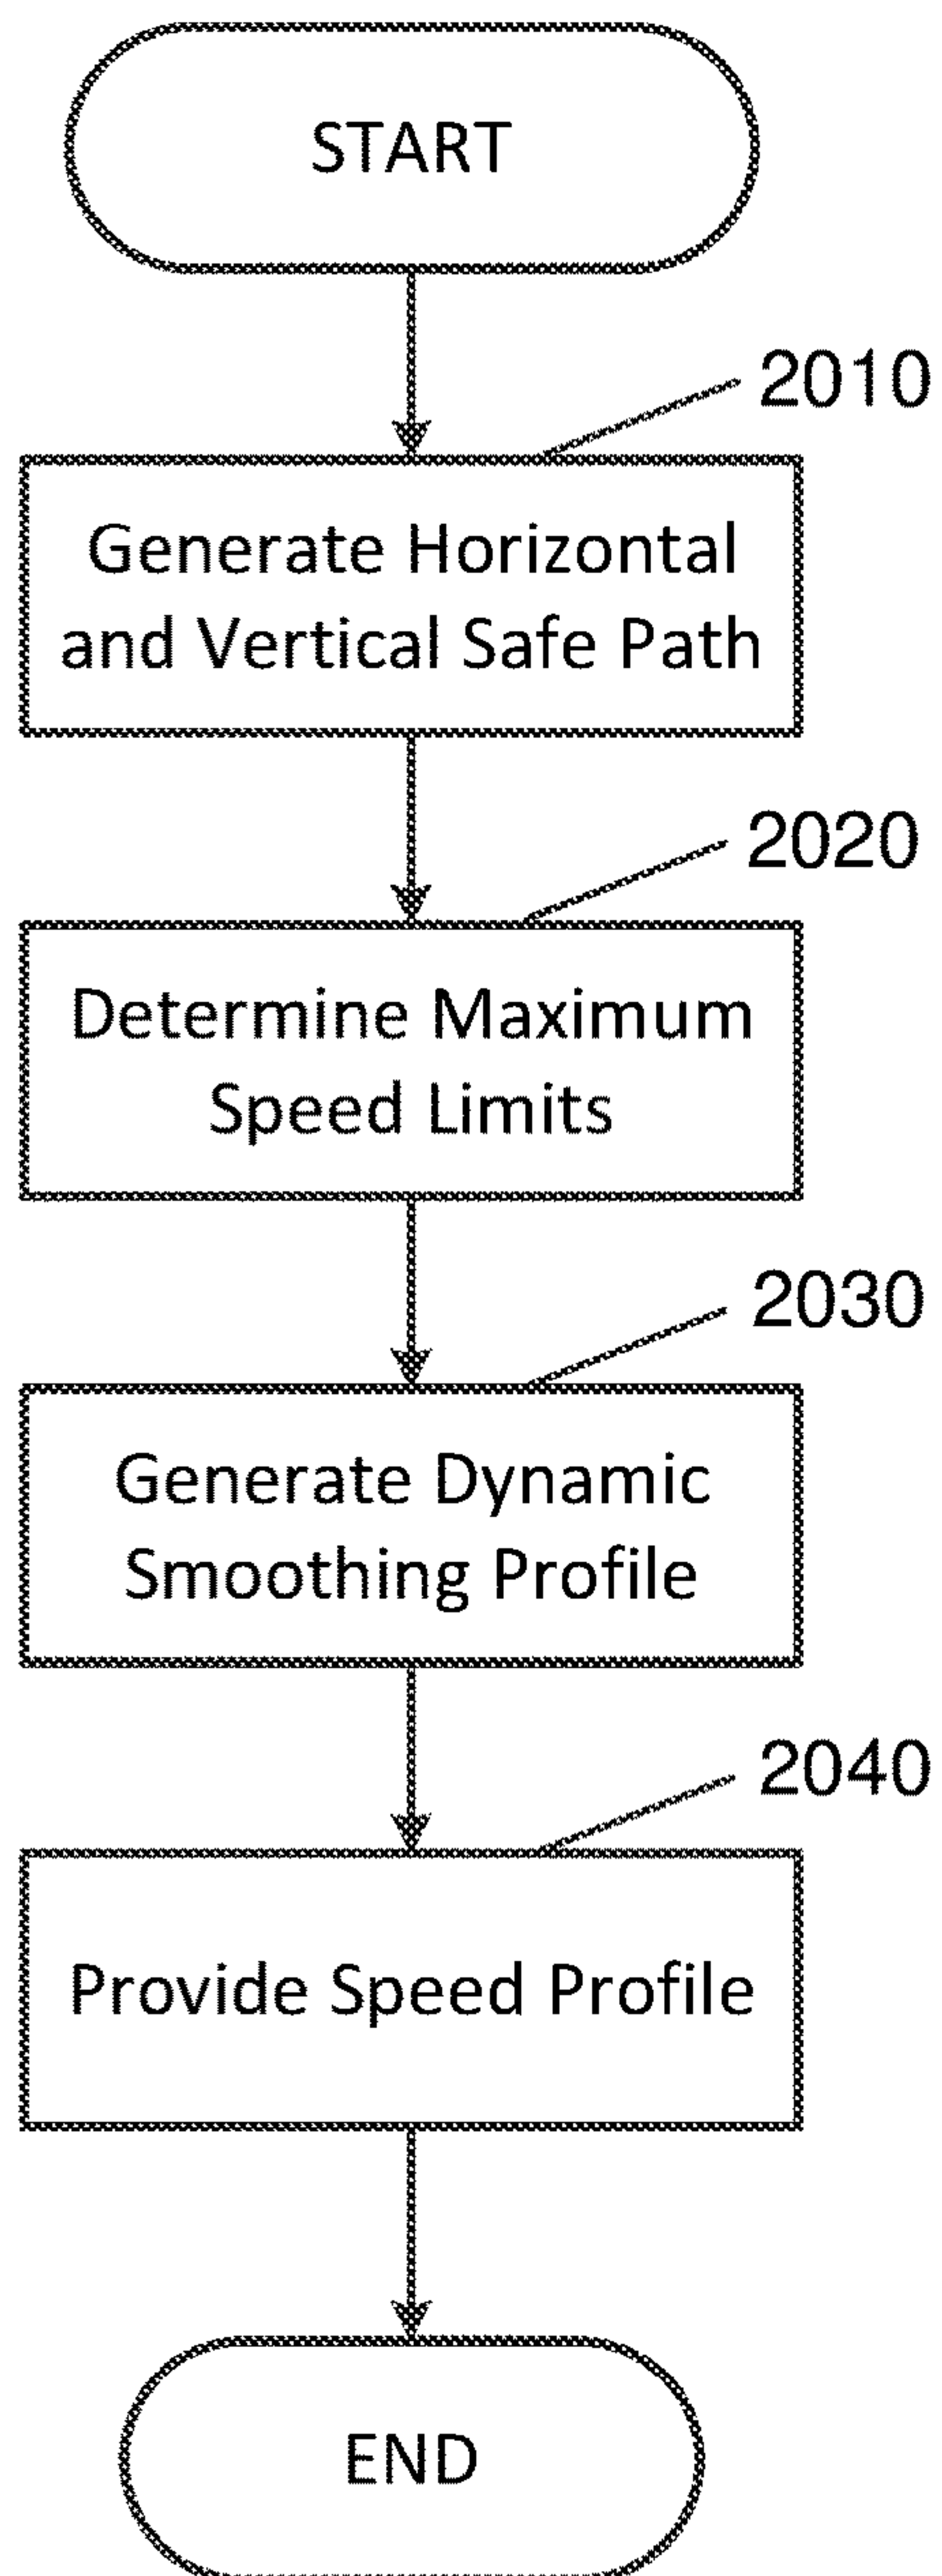 START
2010
Generate Horizontal
and Vertical Safe Path
2020
Determine Maximum
Speed Limits
2030
Generate Dynamic
Smoothing Profile
2040
Provide Speed Profile
END